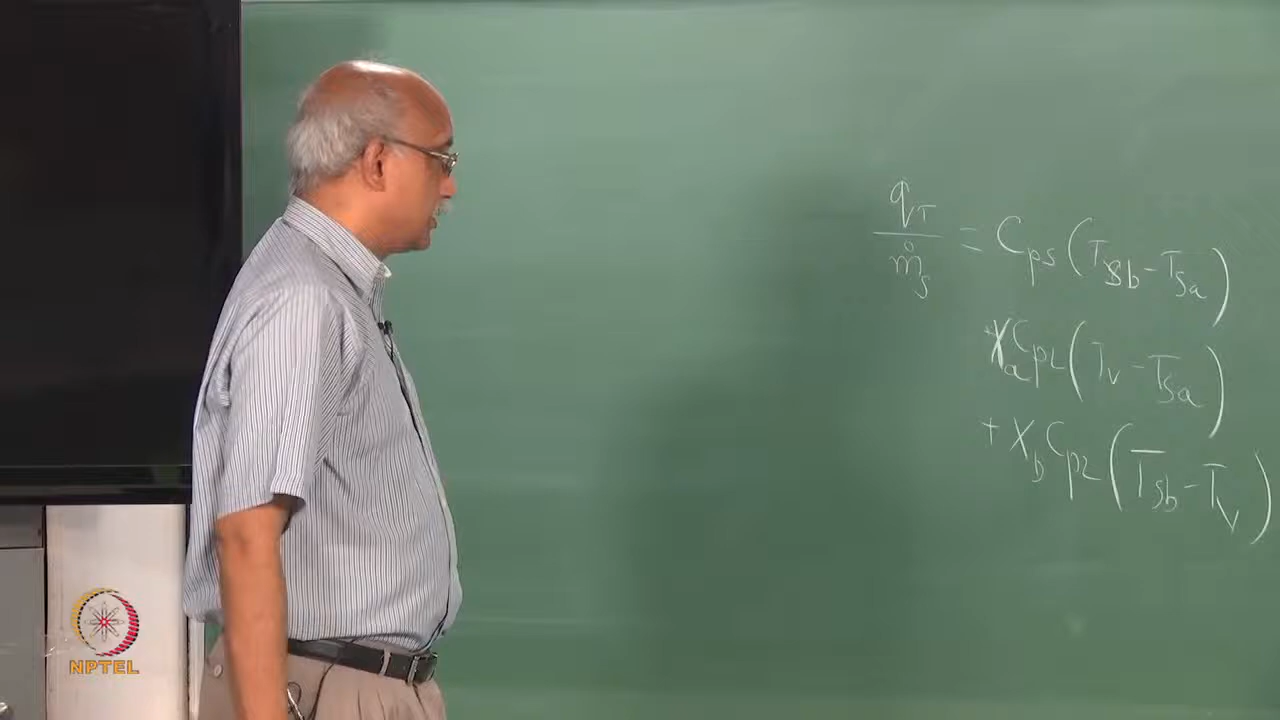 q_T / ṁ_s = C_ps (T_Sb - T_Sa)
+ X_a C_pL (T_v - T_Sa)
+ X_b C_pL (T_Sb - T_v)
NPTEL